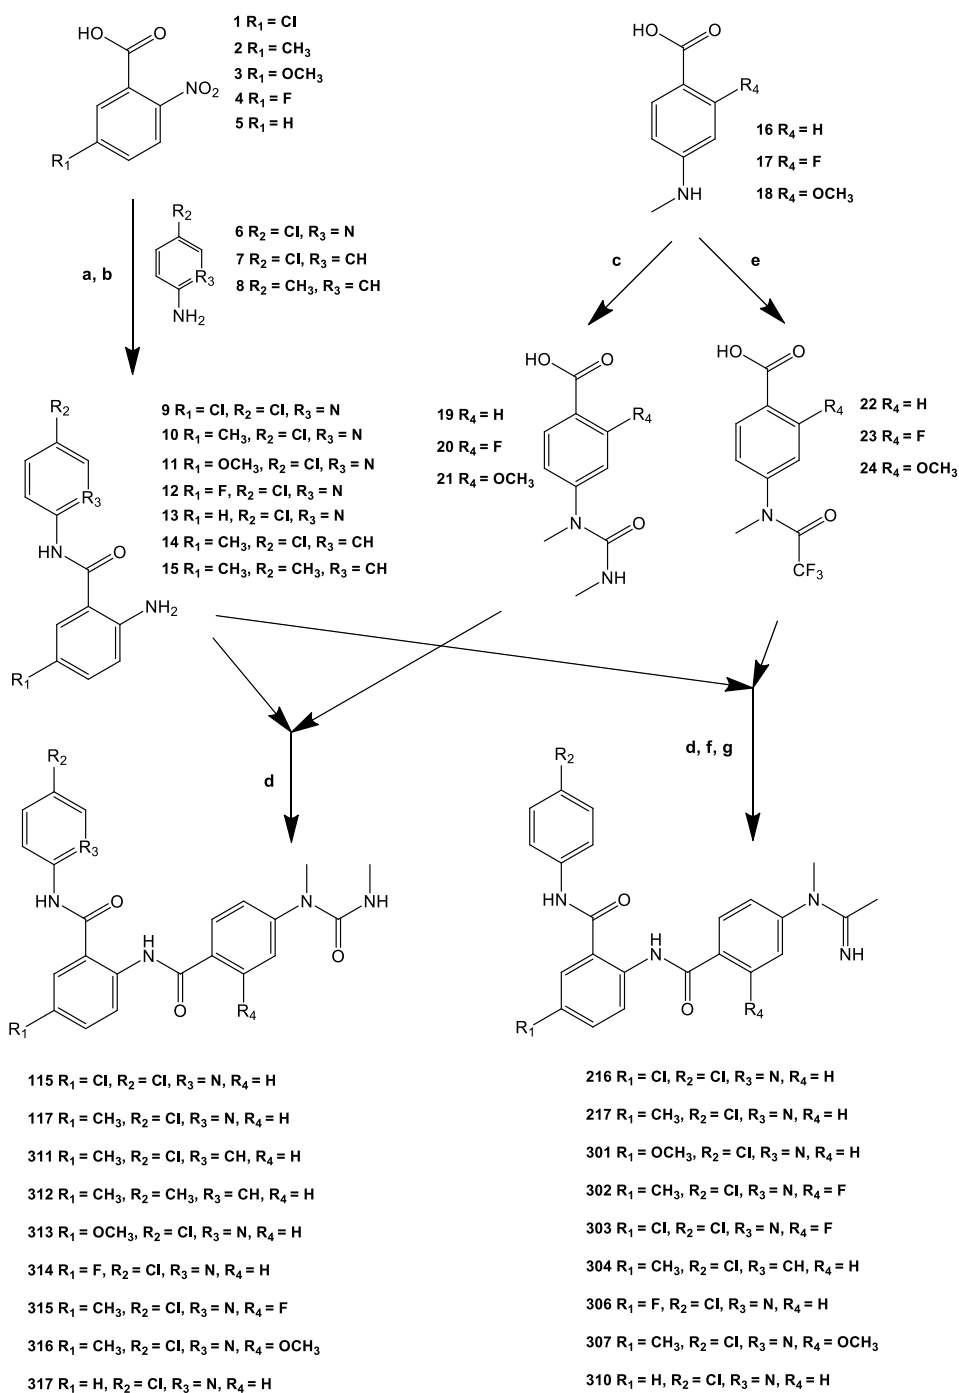 HO
O
NO₂
R₁
1 R₁ = Cl
2 R₁ = CH₃
3 R₁ = OCH₃
4 R₁ = F
5 R₁ = H
HO
O
R₄
NH
16 R₄ = H
17 R₄ = F
18 R₄ = OCH₃
a, b
R₂
R₃
NH₂
6 R₂ = Cl, R₃ = N
7 R₂ = Cl, R₃ = CH
8 R₂ = CH₃, R₃ = CH
c
e
R₂
R₃
HN
O
NH₂
R₁
9 R₁ = Cl, R₂ = Cl, R₃ = N
10 R₁ = CH₃, R₂ = Cl, R₃ = N
11 R₁ = OCH₃, R₂ = Cl, R₃ = N
12 R₁ = F, R₂ = Cl, R₃ = N
13 R₁ = H, R₂ = Cl, R₃ = N
14 R₁ = CH₃, R₂ = Cl, R₃ = CH
15 R₁ = CH₃, R₂ = CH₃, R₃ = CH
19 R₄ = H
20 R₄ = F
21 R₄ = OCH₃
HO
O
R₄
N
O
NH
HO
O
R₄
N
O
CF₃
22 R₄ = H
23 R₄ = F
24 R₄ = OCH₃
d
d, f, g
R₂
R₃
HN
O
H
N
O
R₄
N
NH
O
R₁
R₂
HN
O
H
N
O
R₄
N
NH
R₁
115 R₁ = Cl, R₂ = Cl, R₃ = N, R₄ = H
117 R₁ = CH₃, R₂ = Cl, R₃ = N, R₄ = H
311 R₁ = CH₃, R₂ = Cl, R₃ = CH, R₄ = H
312 R₁ = CH₃, R₂ = CH₃, R₃ = CH, R₄ = H
313 R₁ = OCH₃, R₂ = Cl, R₃ = N, R₄ = H
314 R₁ = F, R₂ = Cl, R₃ = N, R₄ = H
315 R₁ = CH₃, R₂ = Cl, R₃ = N, R₄ = F
316 R₁ = CH₃, R₂ = Cl, R₃ = N, R₄ = OCH₃
317 R₁ = H, R₂ = Cl, R₃ = N, R₄ = H
216 R₁ = Cl, R₂ = Cl, R₃ = N, R₄ = H
217 R₁ = CH₃, R₂ = Cl, R₃ = N, R₄ = H
301 R₁ = OCH₃, R₂ = Cl, R₃ = N, R₄ = H
302 R₁ = CH₃, R₂ = Cl, R₃ = N, R₄ = F
303 R₁ = Cl, R₂ = Cl, R₃ = N, R₄ = F
304 R₁ = CH₃, R₂ = Cl, R₃ = CH, R₄ = H
306 R₁ = F, R₂ = Cl, R₃ = N, R₄ = H
307 R₁ = CH₃, R₂ = Cl, R₃ = N, R₄ = OCH₃
310 R₁ = H, R₂ = Cl, R₃ = N, R₄ = H